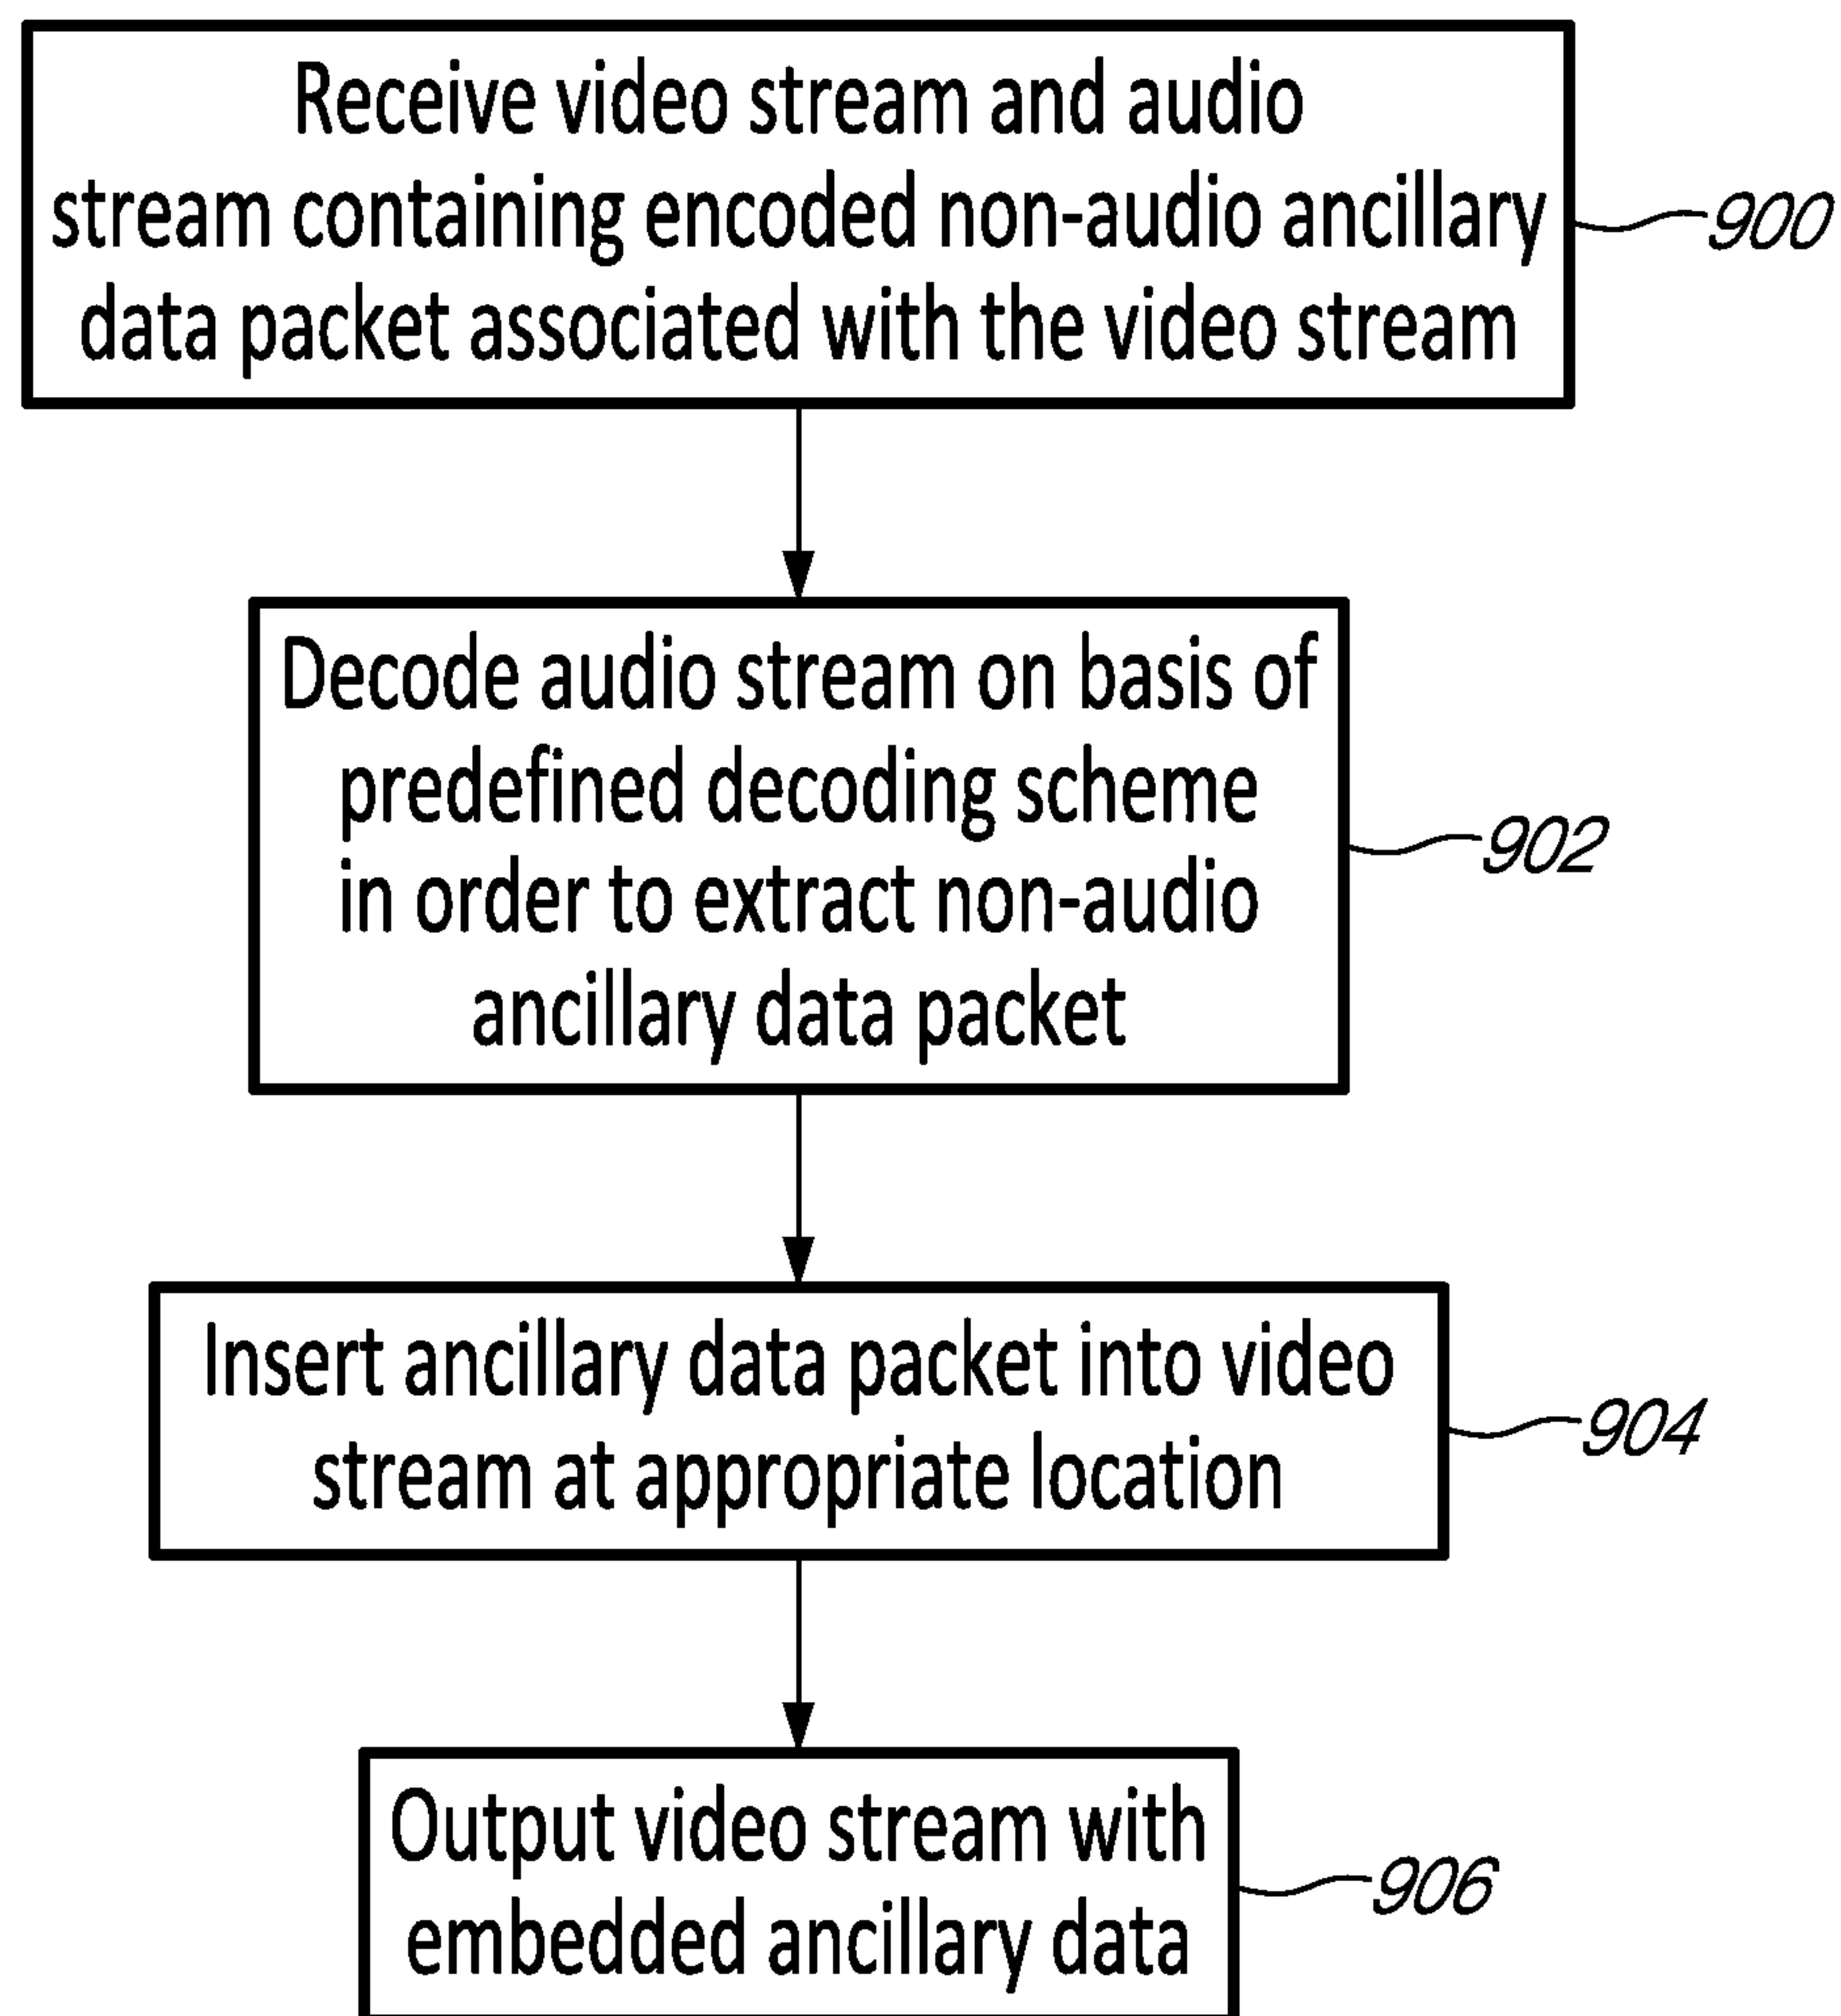 Receive video stream and audio
stream containing encoded non-audio ancillary
data packet associated with the video stream
900
Decode audio stream on basis of
predefined decoding scheme
in order to extract non-audio
ancillary data packet
902
Insert ancillary data packet into video
stream at appropriate location
904
Output video stream with
embedded ancillary data
906